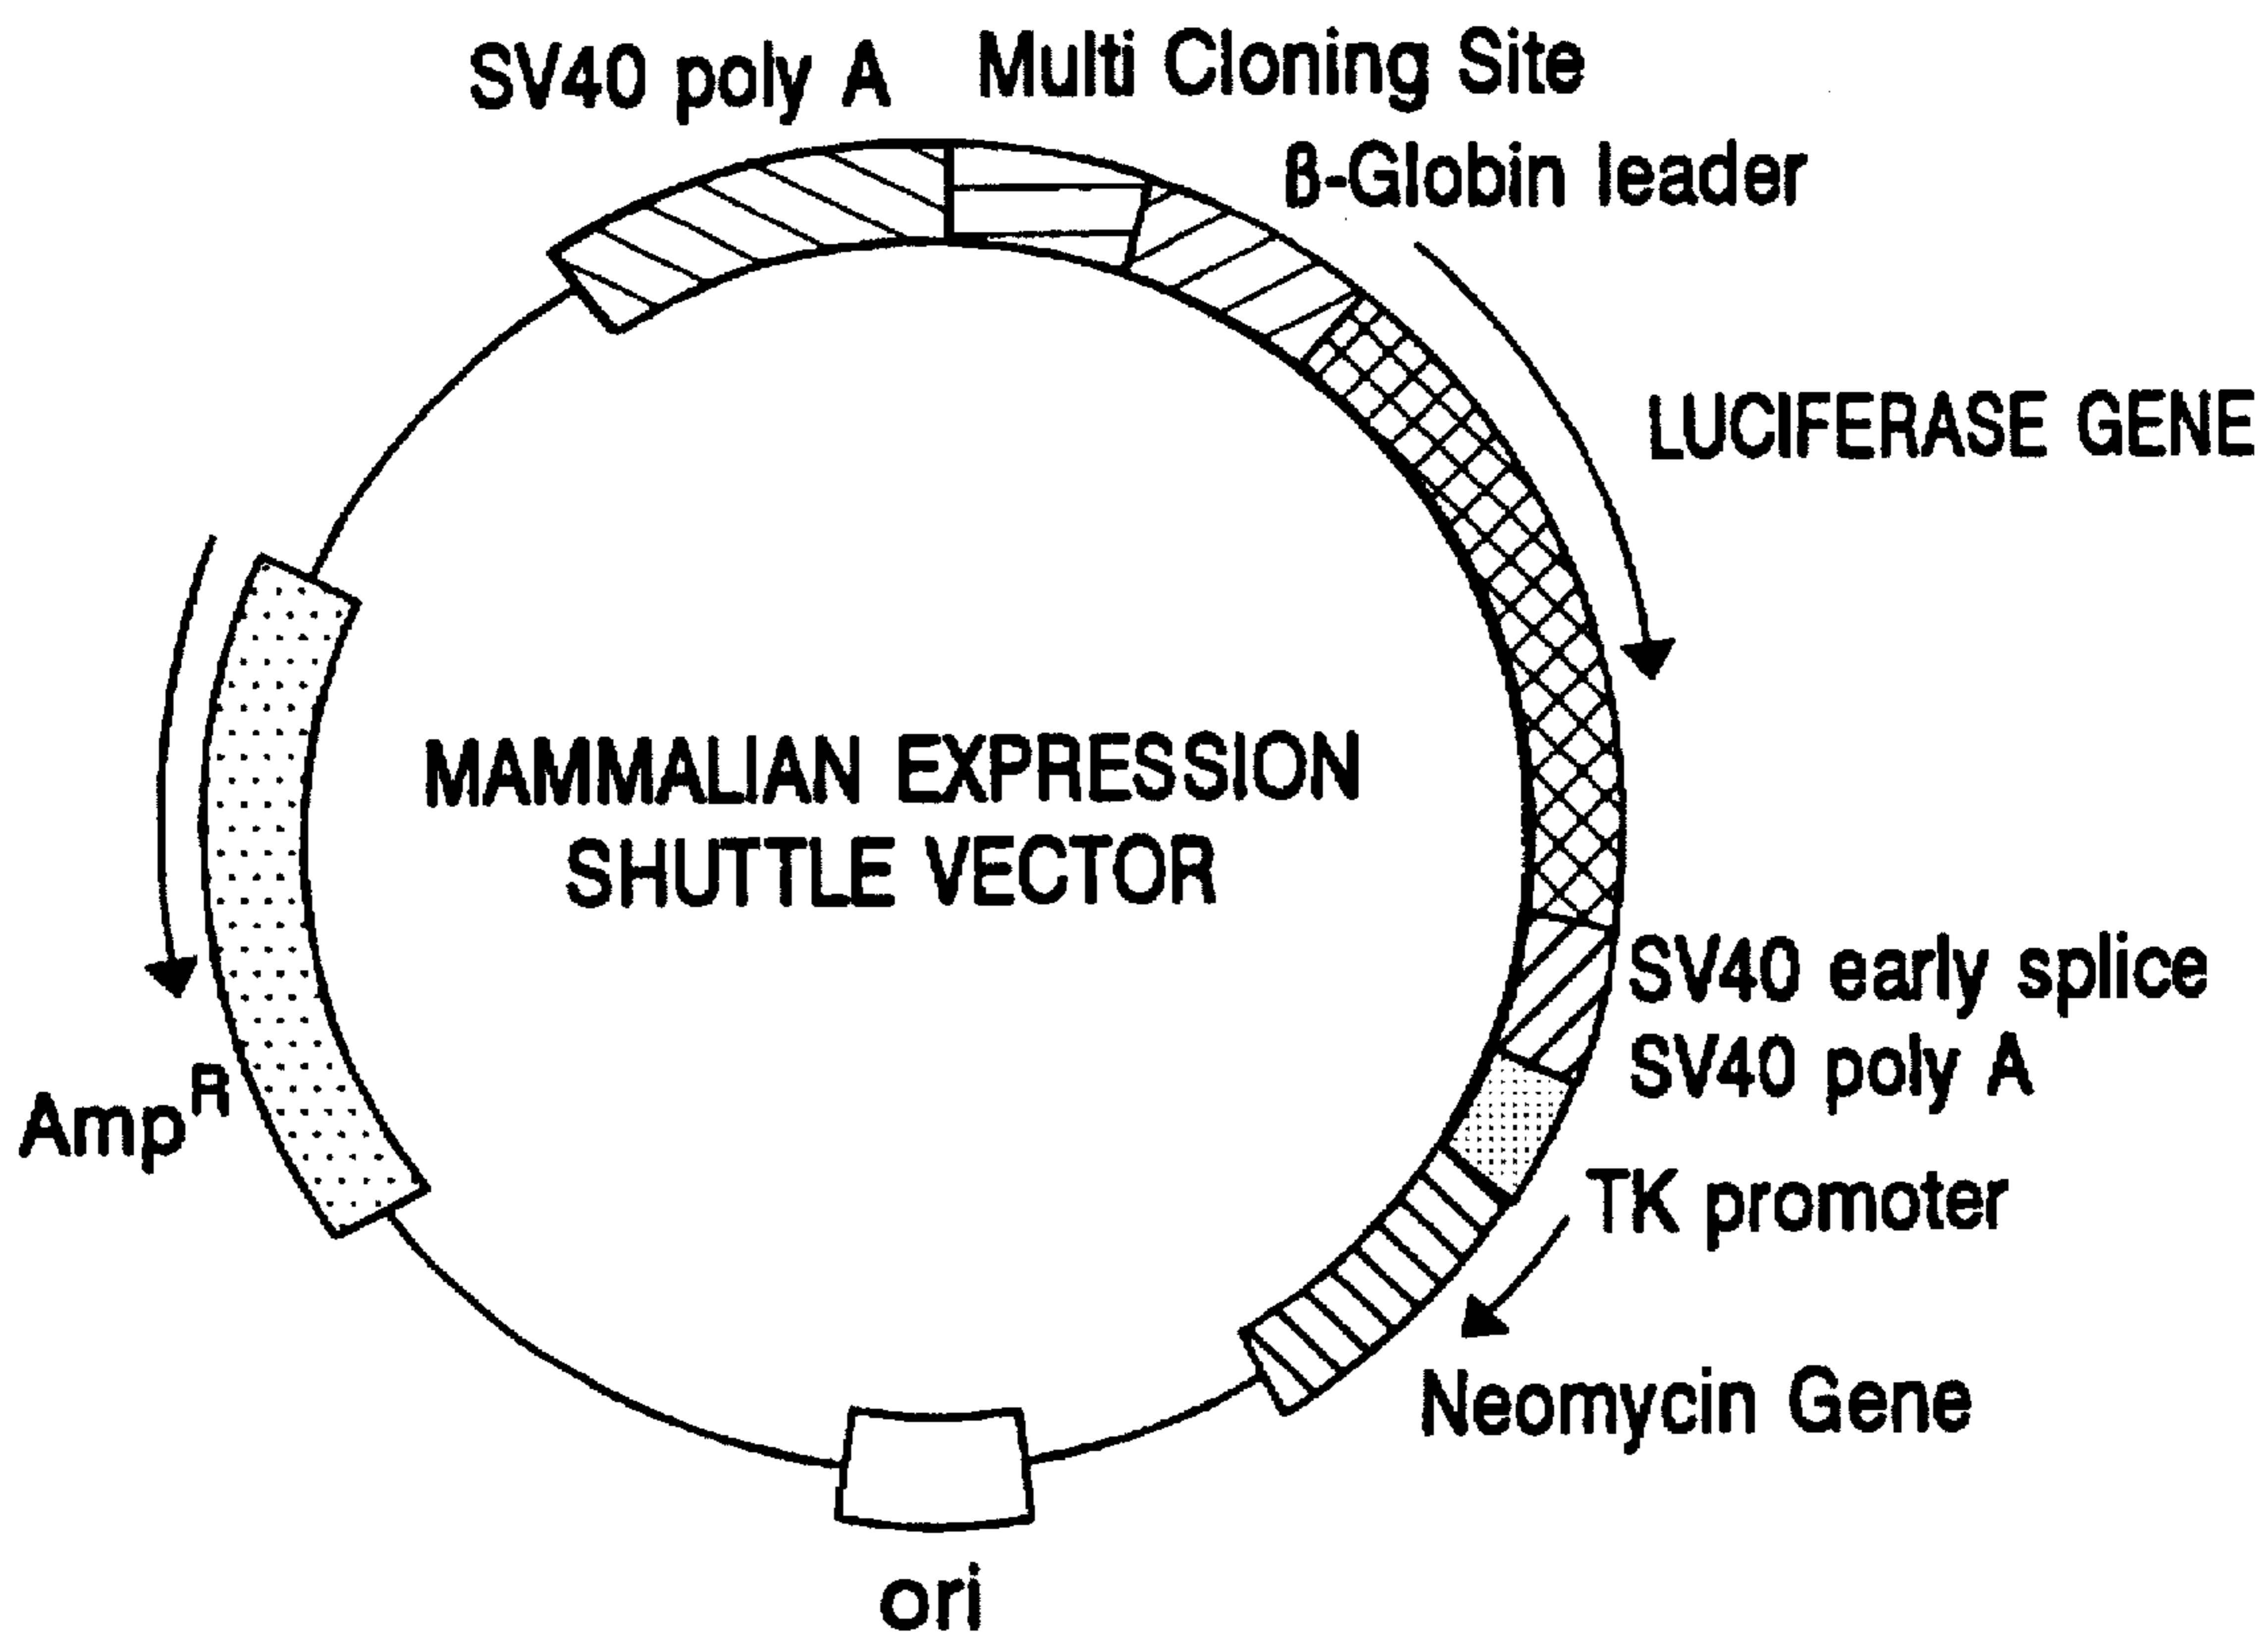 SV40 poly A
Multi Cloning Site
ß-Globin leader
LUCIFERASE GENE
MAMMALIAN EXPRESSION
SHUTTLE VECTOR
SV40 early splice
SV40 poly A
Amp^R
TK promoter
Neomycin Gene
ori